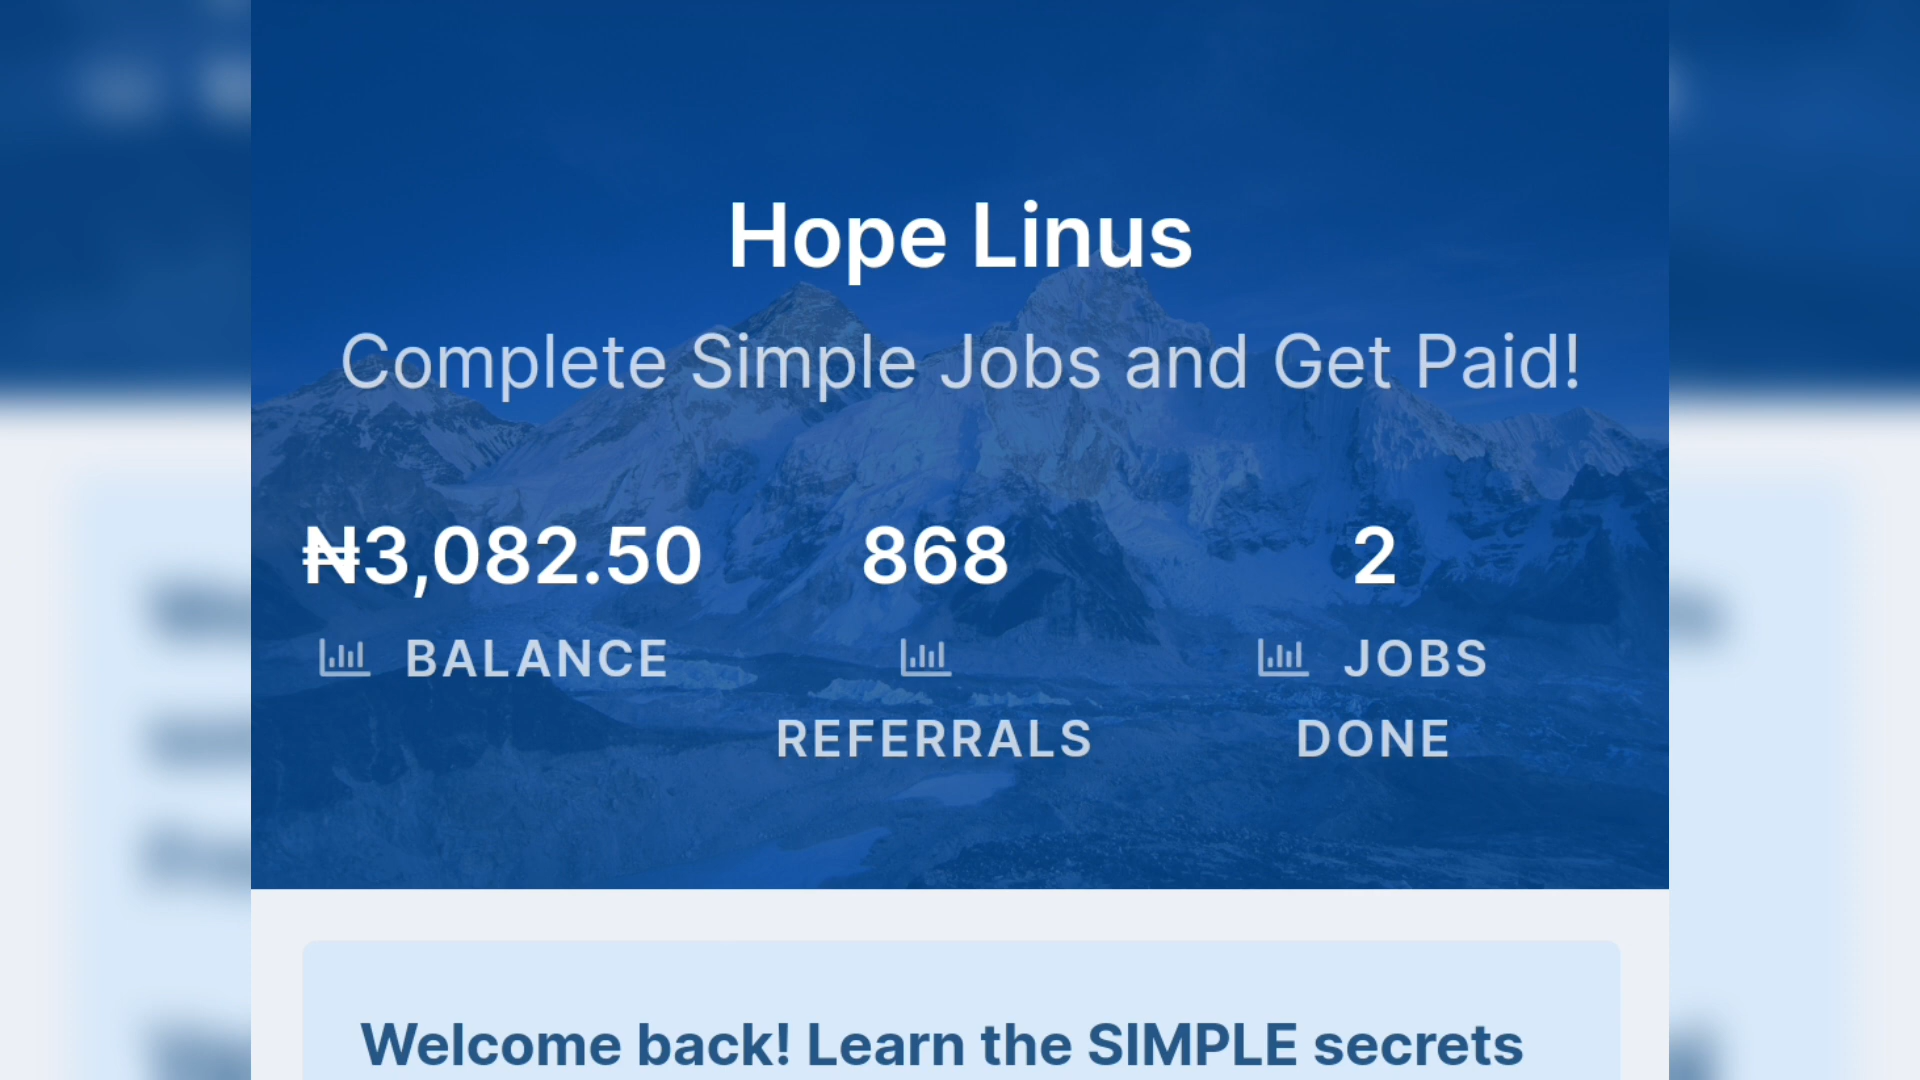 Hope Linus
Complete Simple Jobs and Get Paid!
₦3,082.50
BALANCE
868
REFERRALS
2
JOBS
DONE
Welcome back! Learn the SIMPLE secrets